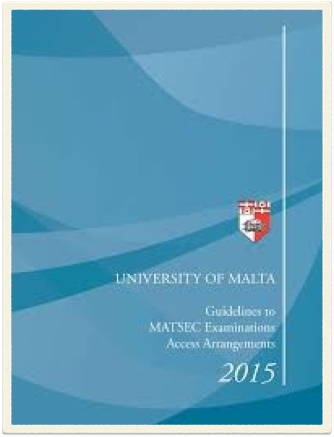 UNIVERSITY OF MALTA
Guidelines to
MATSEC Examinations
Access Arrangements
2015